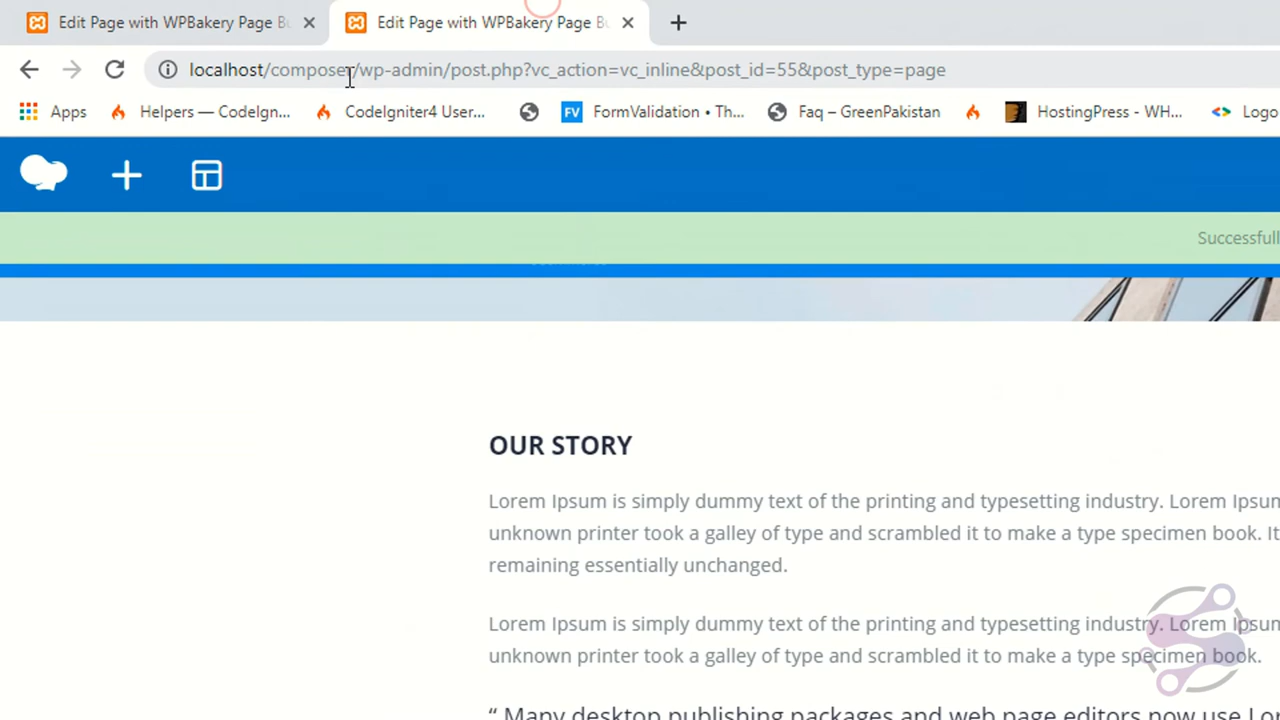 Edit Page with WPBakery Page Bu
Edit Page with WPBakery Page Bu
localhost/composer/wp-admin/post.php?vc_action=vc_inline&post_id=55&post_type=page
Apps
Helpers — CodeIgn...
CodeIgniter4 User...
FV
FormValidation • Th...
Faq – GreenPakistan
HostingPress - WH...
Logo
Successfull
OUR STORY
Lorem Ipsum is simply dummy text of the printing and typesetting industry. Lorem Ipsum
unknown printer took a galley of type and scrambled it to make a type specimen book. It
remaining essentially unchanged.
Lorem Ipsum is simply dummy text of the printing and typesetting industry. Lorem Ipsum
unknown printer took a galley of type and scrambled it to make a type specimen book.
“ Many desktop publishing packages and web page editors now use Lor